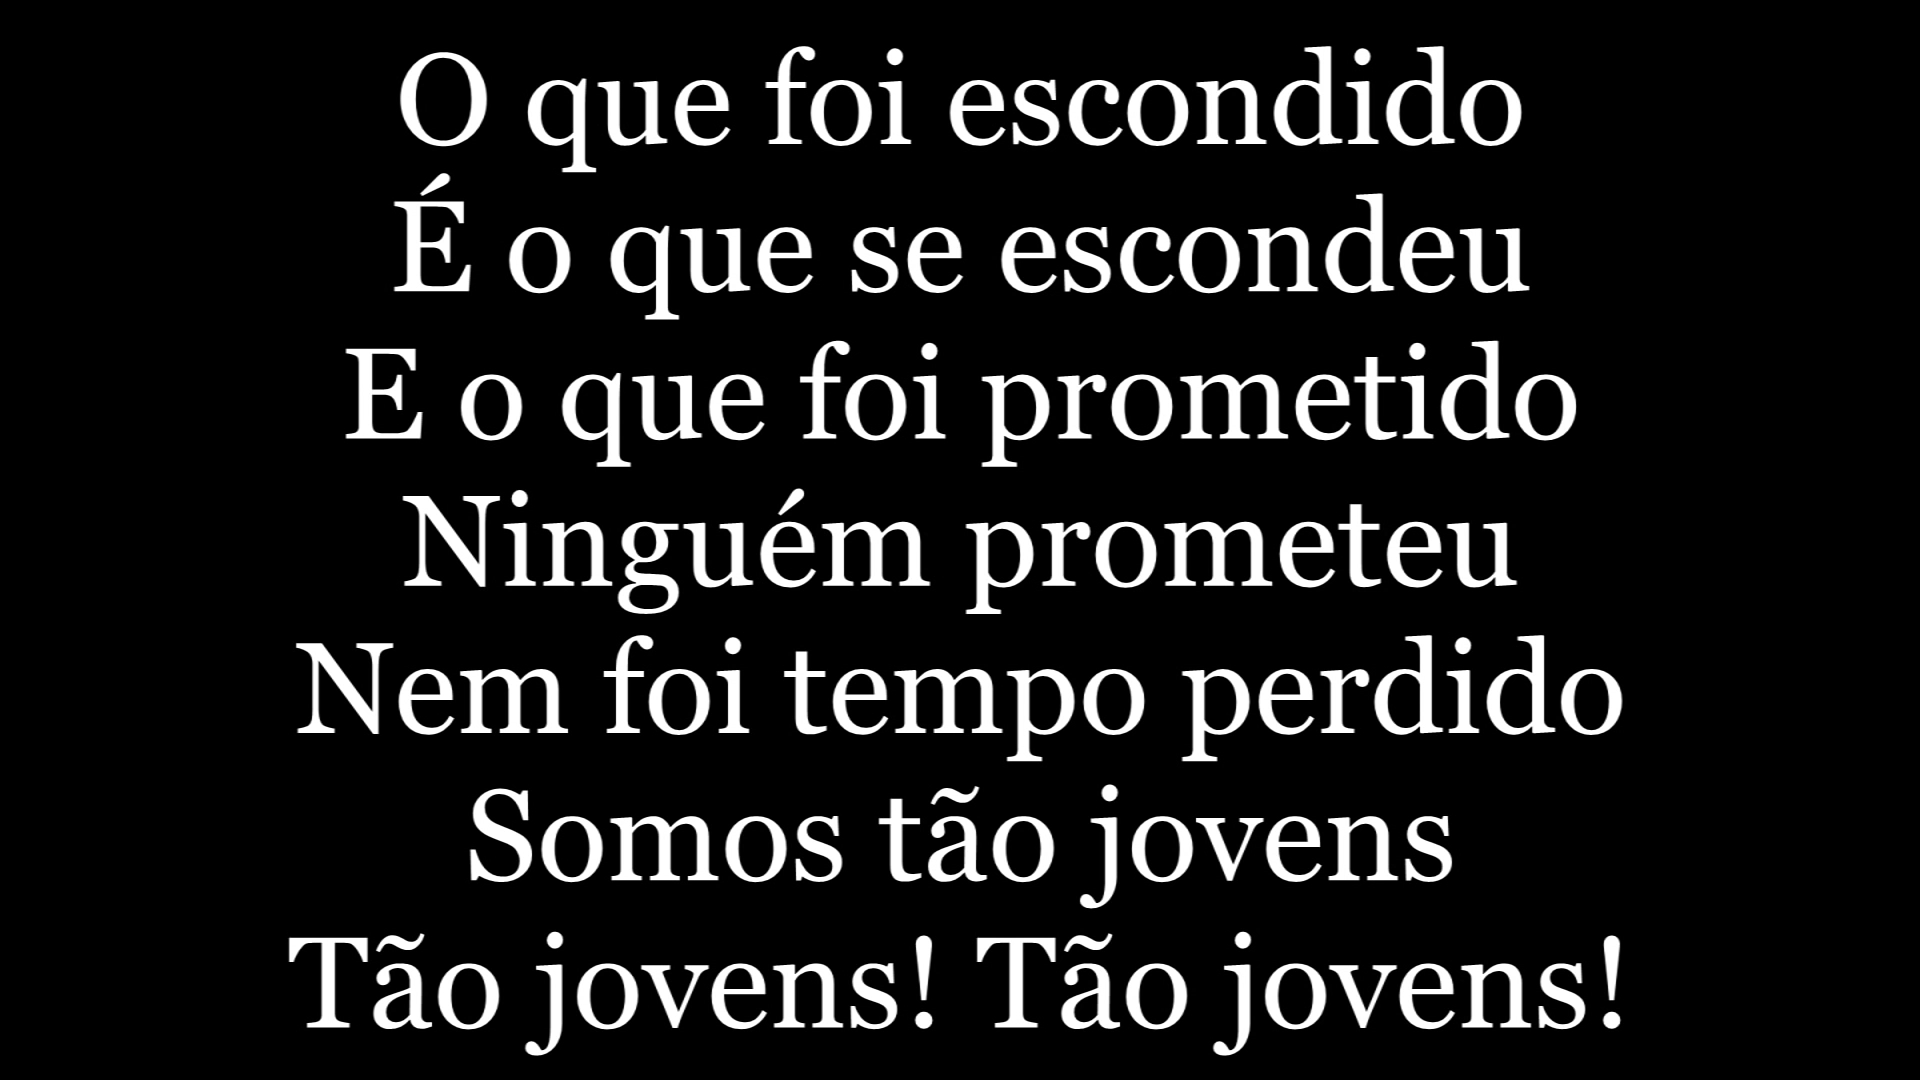 O que foi escondido
É o que se escondeu
E o que foi prometido
Ninguém prometeu
Nem foi tempo perdido
Somos tão jovens
Tão jovens! Tão jovens!